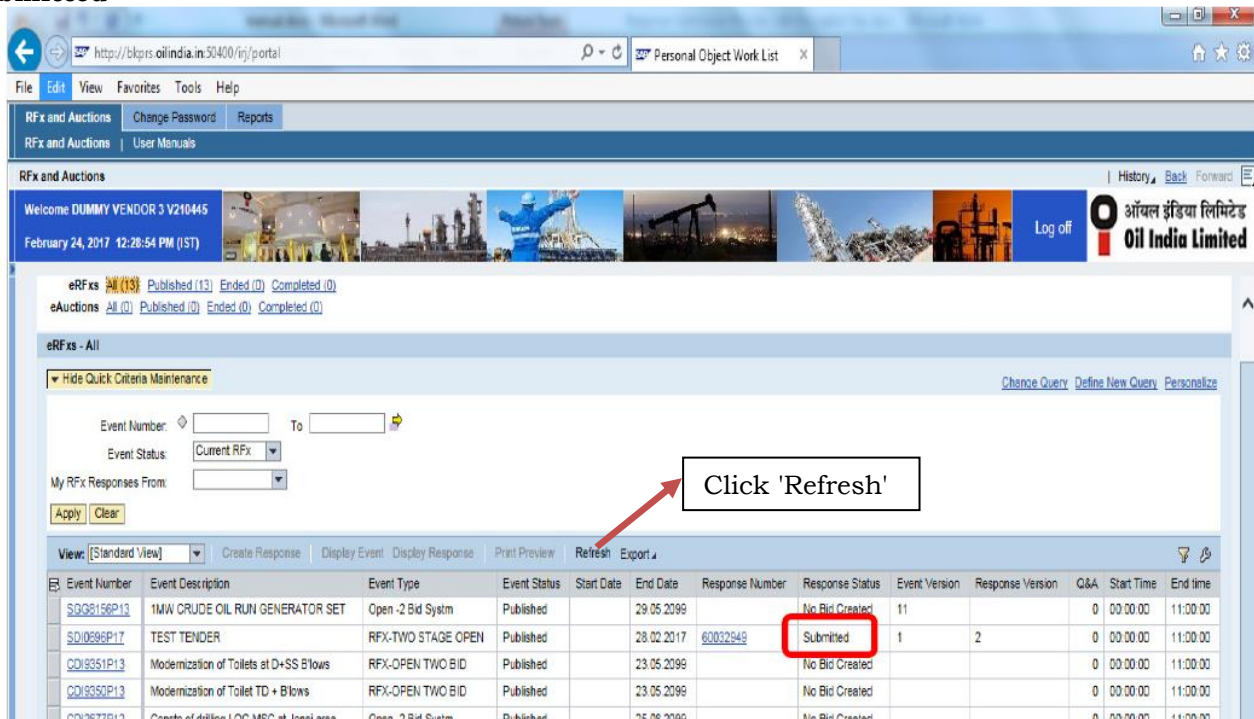 http://bkprs.oilindia.in:50400/irj/portal
Personal Object Work List
File Edit View Favorites Tools Help
RFx and Auctions Change Password Reports
RFx and Auctions | User Manuals
RFx and Auctions | History Back Forward
Welcome DUMMY VENDOR 3 V210445
February 24, 2017 12:28:54 PM (IST)
Log off
ऑयल इंडिया लिमिटेड
Oil India Limited
eRFxs All (13) Published (13) Ended (0) Completed (0)
eAuctions All (0) Published (0) Ended (0) Completed (0)
eRFxs - All
Hide Quick Criteria Maintenance Change Query Define New Query Personalize
Event Number: To
Event Status: Current RFx
My RFx Responses From:
Apply Clear
Click 'Refresh'
View: [Standard View] Create Response Display Event Display Response Print Preview Refresh Export
Event Number Event Description Event Type Event Status Start Date End Date Response Number Response Status Event Version Response Version Q&A Start Time End time
SGG8156P13 1MW CRUDE OIL RUN GENERATOR SET Open -2 Bid Systm Published 29.05.2099 No Bid Created 11 0 00:00:00 11:00:00
SDI0696P17 TEST TENDER RFX-TWO STAGE OPEN Published 28.02.2017 60032949 Submitted 1 2 0 00:00:00 11:00:00
CDI9351P13 Modernization of Toilets at D+SS B'lows RFX-OPEN TWO BID Published 23.05.2099 No Bid Created 0 00:00:00 11:00:00
CDI9350P13 Modernization of Toilet TD + B'lows RFX-OPEN TWO BID Published 23.05.2099 No Bid Created 0 00:00:00 11:00:00